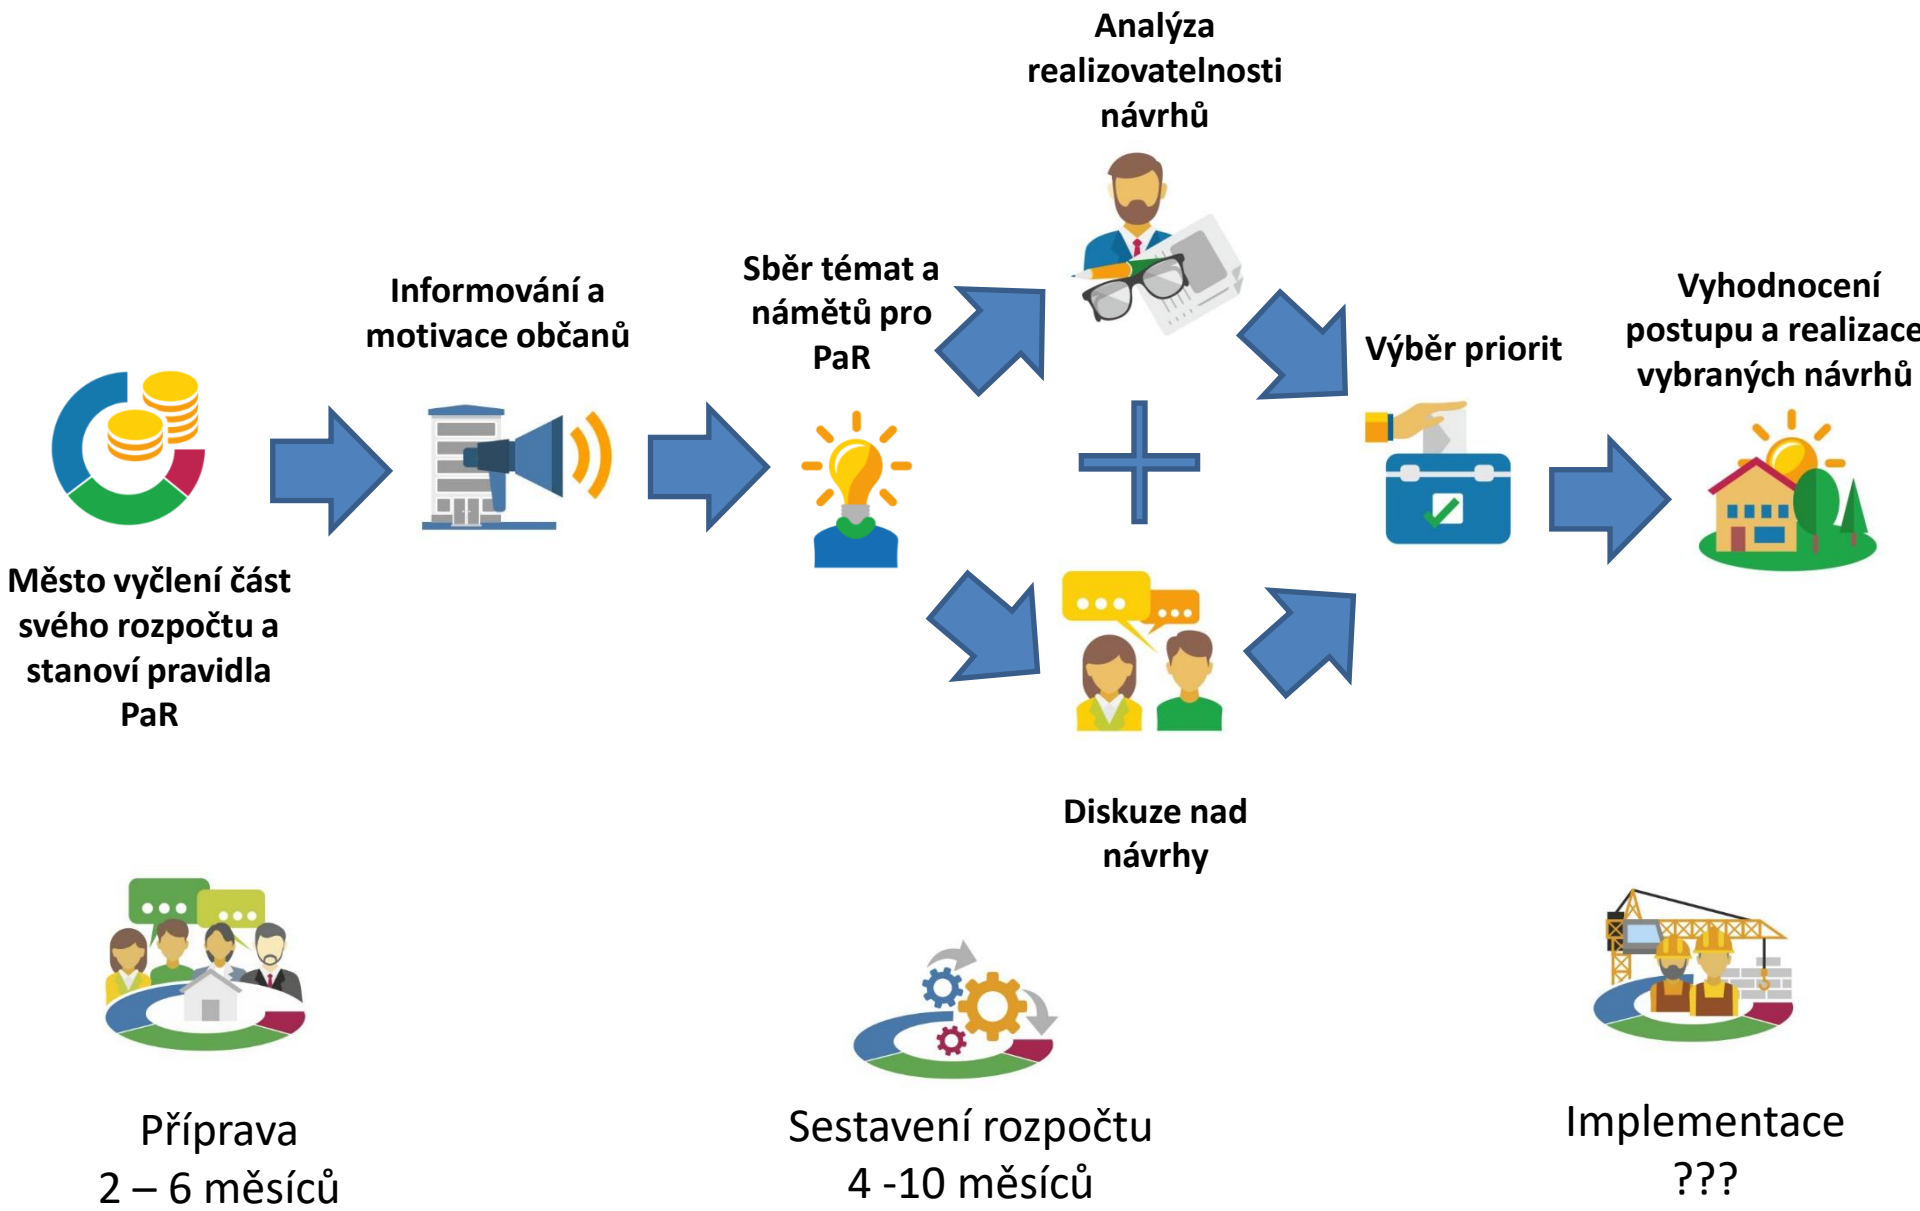 Analýza
realizovatelnosti
návrhů
Informování a
motivace občanů
Sběr témat a
námětů pro
PaR
Výběr priorit
Vyhodnocení
postupu a realizace
vybraných návrhů
Město vyčlení část
svého rozpočtu a
stanoví pravidla
PaR
Diskuze nad
návrhy
Příprava
2 – 6 měsíců
Sestavení rozpočtu
4 -10 měsíců
Implementace
???